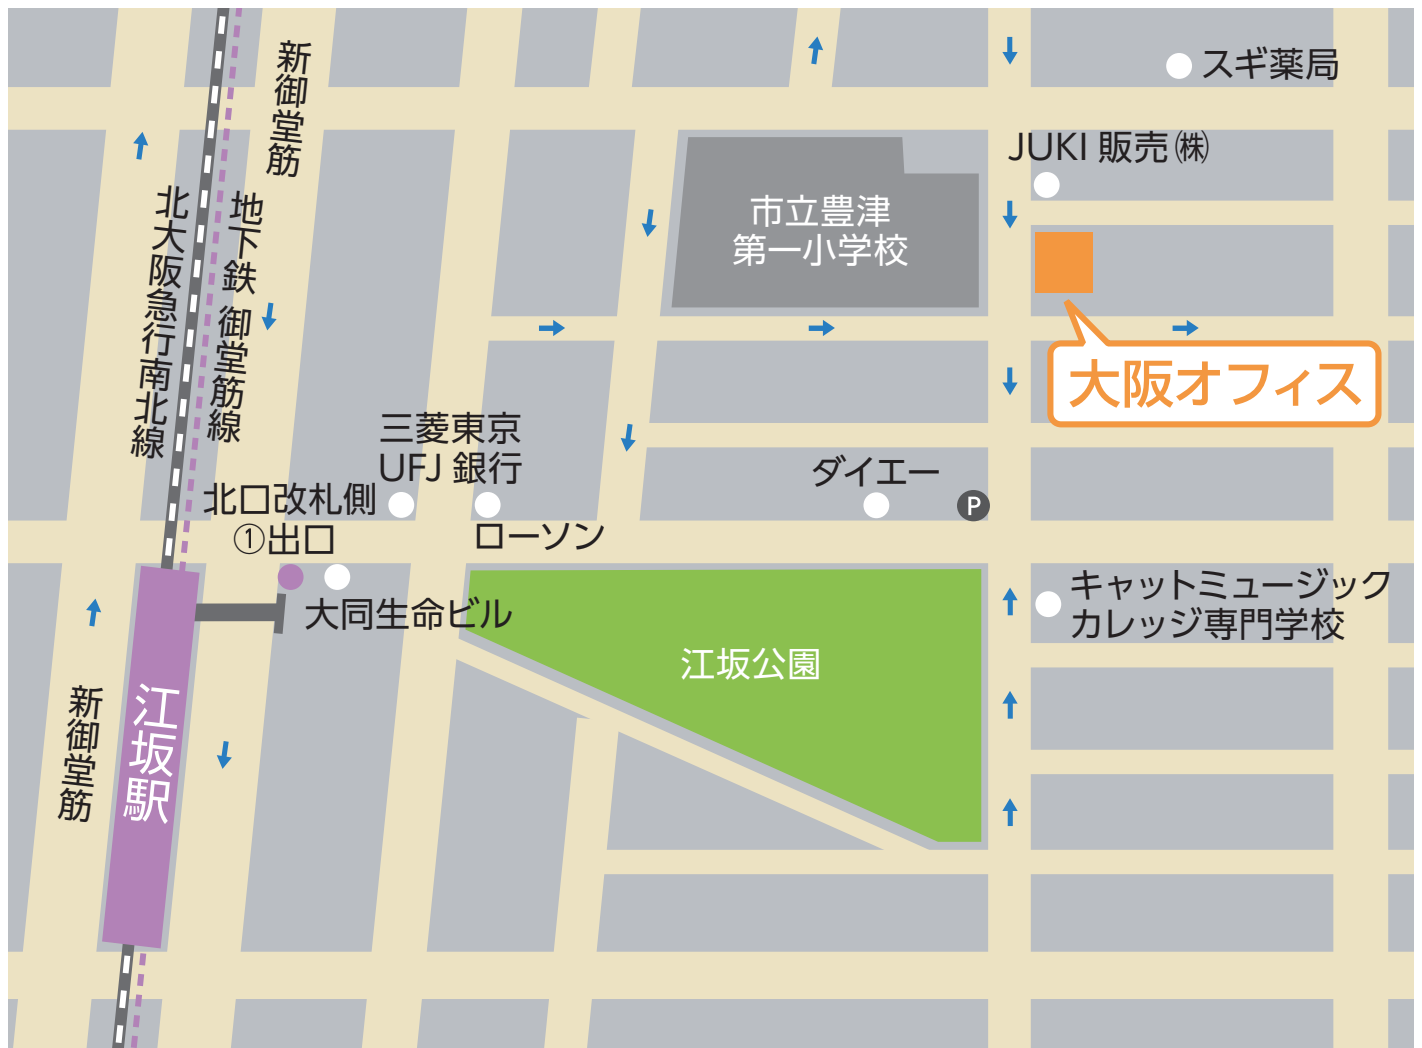 新御堂筋
スギ薬局
JUKI 販売㈱
北大阪急行南北線
地下鉄 御堂筋線
市立豊津
第一小学校
大阪オフィス
三菱東京
UFJ 銀行
ダイエー
P
北口改札側
①出口
ローソン
大同生命ビル
キャットミュージック
カレッジ専門学校
江坂公園
新御堂筋
江坂駅